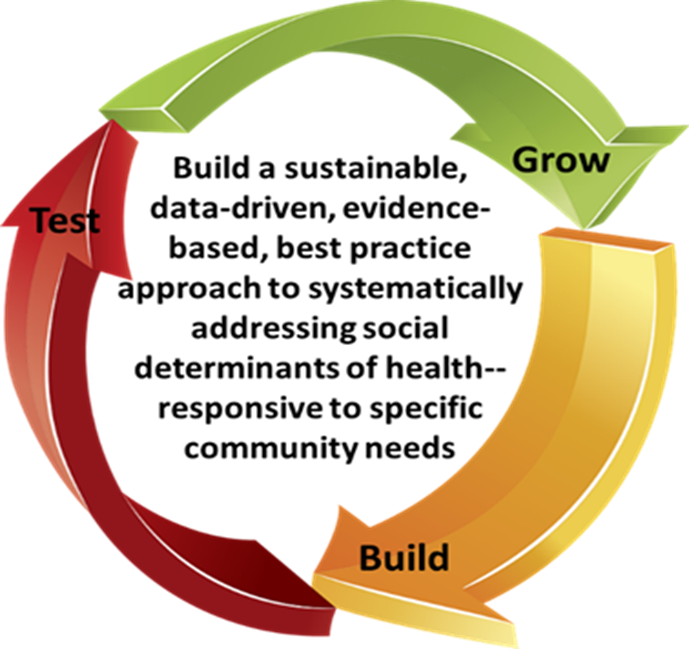 Grow
Test
Build a sustainable,
data-driven, evidence-
based, best practice
approach to systematically
addressing social
determinants of health--
responsive to specific
community needs
Build